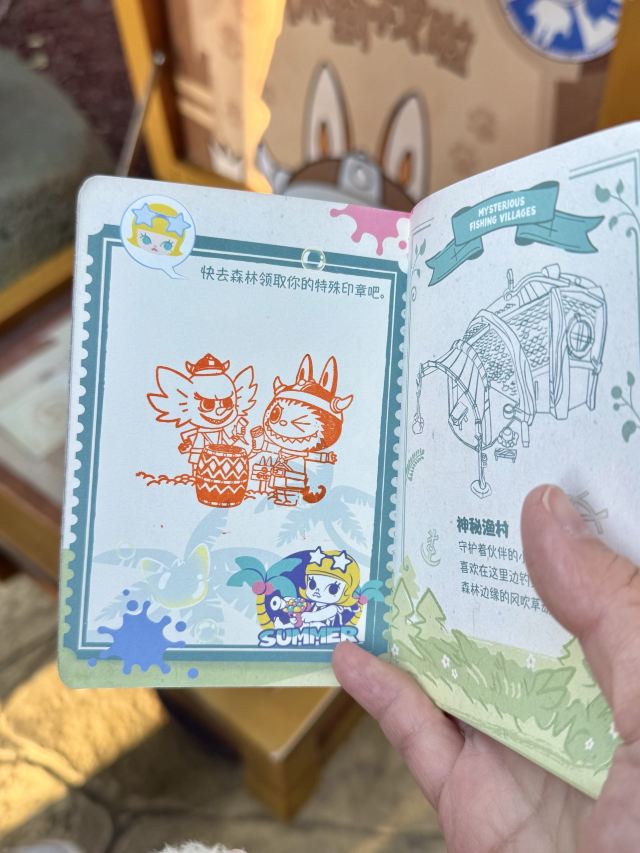 快去森林领取你的特殊印章吧。
SUMMER
MYSTERIOUS
FISHING VILLAGES
神秘渔村
守护着伙伴的小
喜欢在这里边钓
森林边缘的风吹草